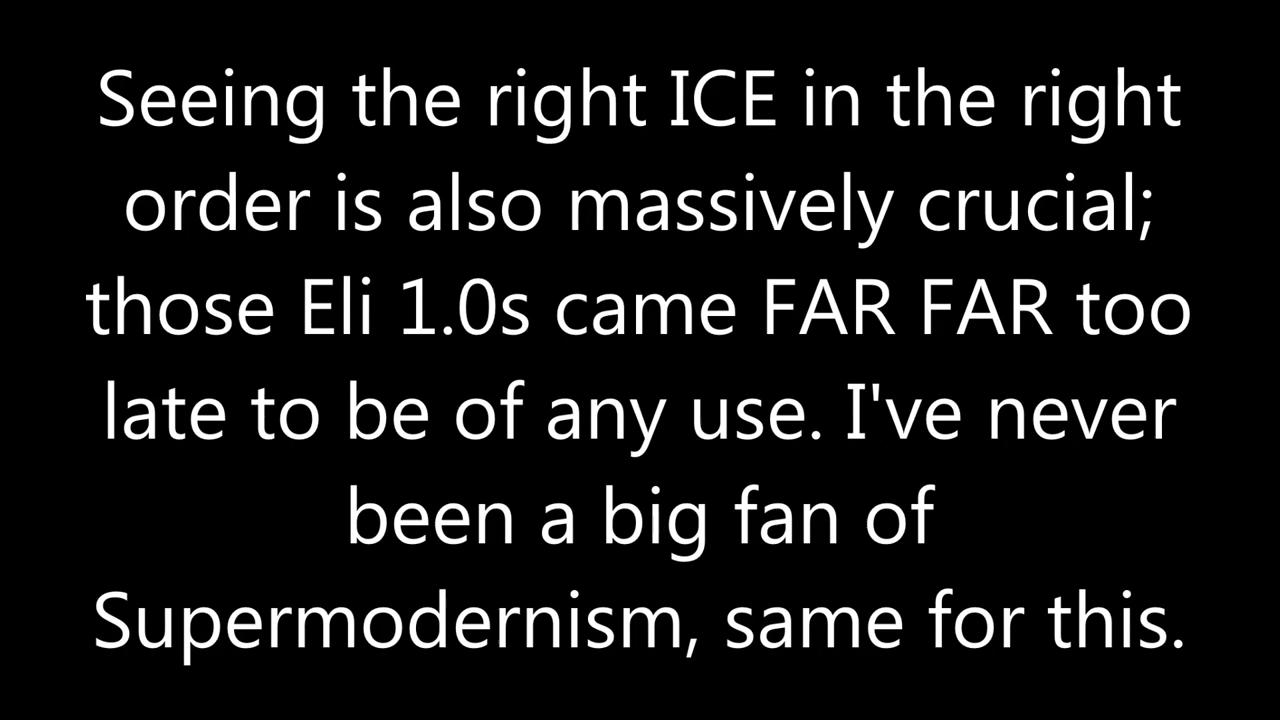 Seeing the right ICE in the right
order is also massively crucial;
those Eli 1.0s came FAR FAR too
late to be of any use. I've never
been a big fan of
Supermodernism, same for this.